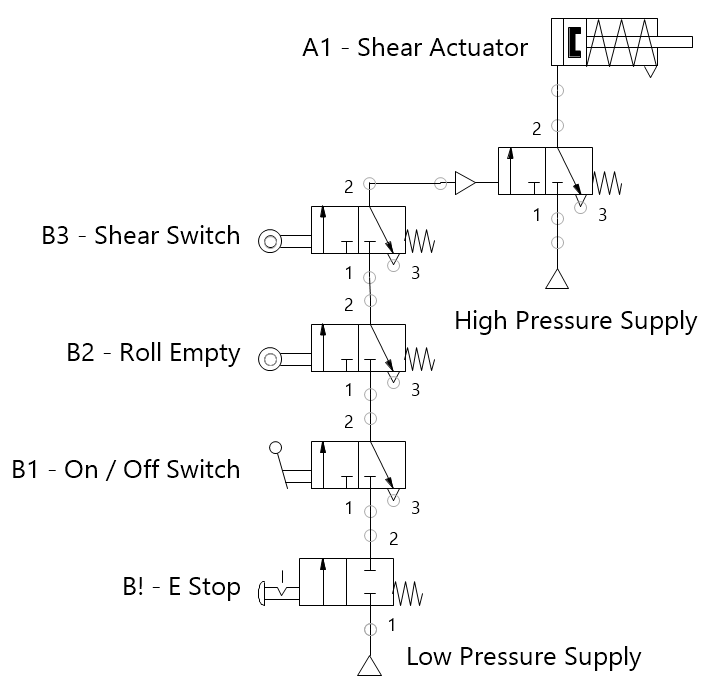 A1 - Shear Actuator
2
1
3
High Pressure Supply
2
B3 - Shear Switch
1
3
2
B2 - Roll Empty
1
3
2
B1 - On / Off Switch
1
3
2
B! - E Stop
1
Low Pressure Supply